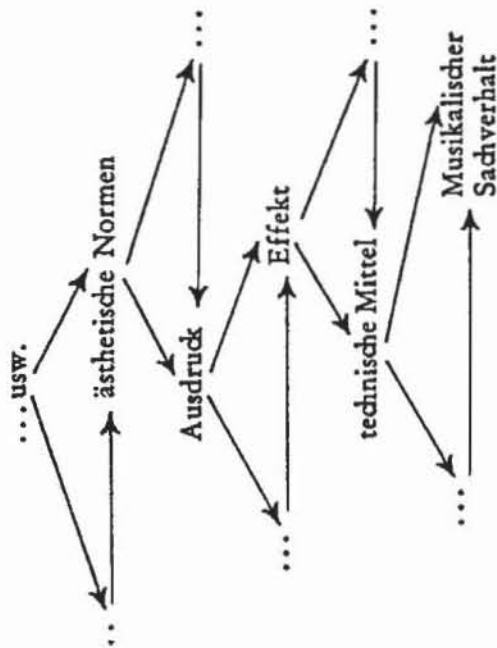 ...usw.
..
ästhetische Normen
...
Ausdruck
...
Effekt
...
technische Mittel
...
Musikalischer
Sachverhalt